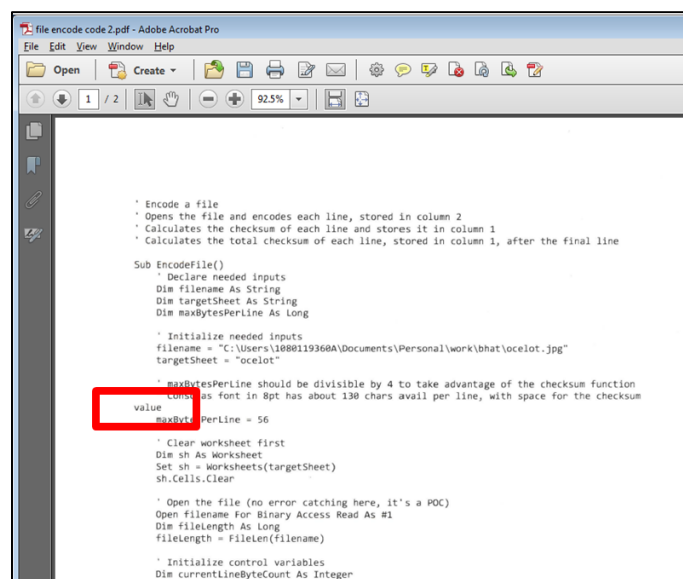 file encode code 2.pdf - Adobe Acrobat Pro
File Edit View Window Help
Open Create
1 / 2 92.5%
' Encode a file
' Opens the file and encodes each line, stored in column 2
' Calculates the checksum of each line and stores it in column 1
' Calculates the total checksum of each line, stored in column 1, after the final line
Sub EncodeFile()
' Declare needed inputs
Dim filename As String
Dim targetSheet As String
Dim maxBytesPerLine As Long
' Initialize needed inputs
filename = "C:\Users\1080119360A\Documents\Personal\work\bhat\ocelot.jpg"
targetSheet = "ocelot"
' maxBytesPerLine should be divisible by 4 to take advantage of the checksum function
' Consolas font in 8pt has about 130 chars avail per line, with space for the checksum
value
maxBytesPerLine = 56
' Clear worksheet first
Dim sh As Worksheet
Set sh = Worksheets(targetSheet)
sh.Cells.Clear
' Open the file (no error catching here, it's a POC)
Open filename For Binary Access Read As #1
Dim fileLength As Long
fileLength = FileLen(filename)
' Initialize control variables
Dim currentLineByteCount As Integer